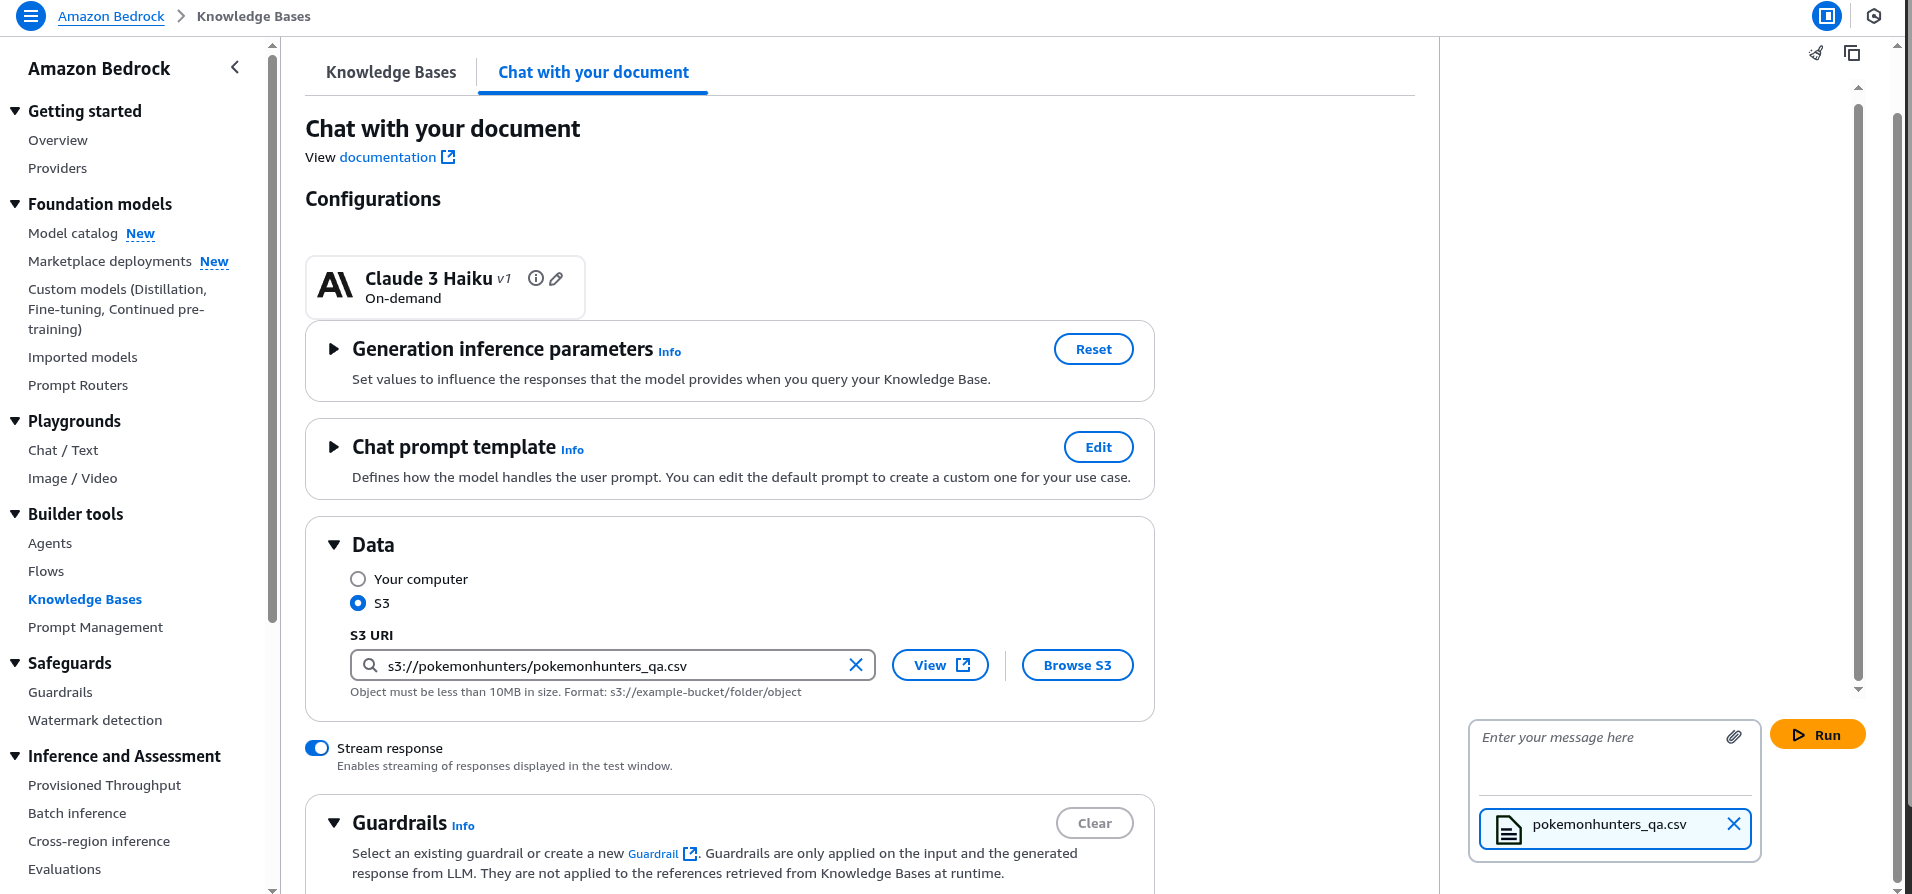 Amazon Bedrock > Knowledge Bases
Amazon Bedrock
Getting started
Overview
Providers
Foundation models
Model catalog New
Marketplace deployments New
Custom models (Distillation,
Fine-tuning, Continued pre-
training)
Imported models
Prompt Routers
Playgrounds
Chat / Text
Image / Video
Builder tools
Agents
Flows
Knowledge Bases
Prompt Management
Safeguards
Guardrails
Watermark detection
Inference and Assessment
Provisioned Throughput
Batch inference
Cross-region inference
Evaluations
Knowledge Bases
Chat with your document
Chat with your document
View documentation
Configurations
Claude 3 Haiku v1
On-demand
Generation inference parameters Info
Reset
Set values to influence the responses that the model provides when you query your Knowledge Base.
Chat prompt template Info
Edit
Defines how the model handles the user prompt. You can edit the default prompt to create a custom one for your use case.
Data
Your computer
S3
S3 URI
s3://pokemonhunters/pokemonhunters_qa.csv
View
Browse S3
Object must be less than 10MB in size. Format: s3://example-bucket/folder/object
Stream response
Enables streaming of responses displayed in the test window.
Guardrails Info
Clear
Select an existing guardrail or create a new Guardrail. Guardrails are only applied on the input and the generated
response from LLM. They are not applied to the references retrieved from Knowledge Bases at runtime.
Enter your message here
Run
pokemonhunters_qa.csv